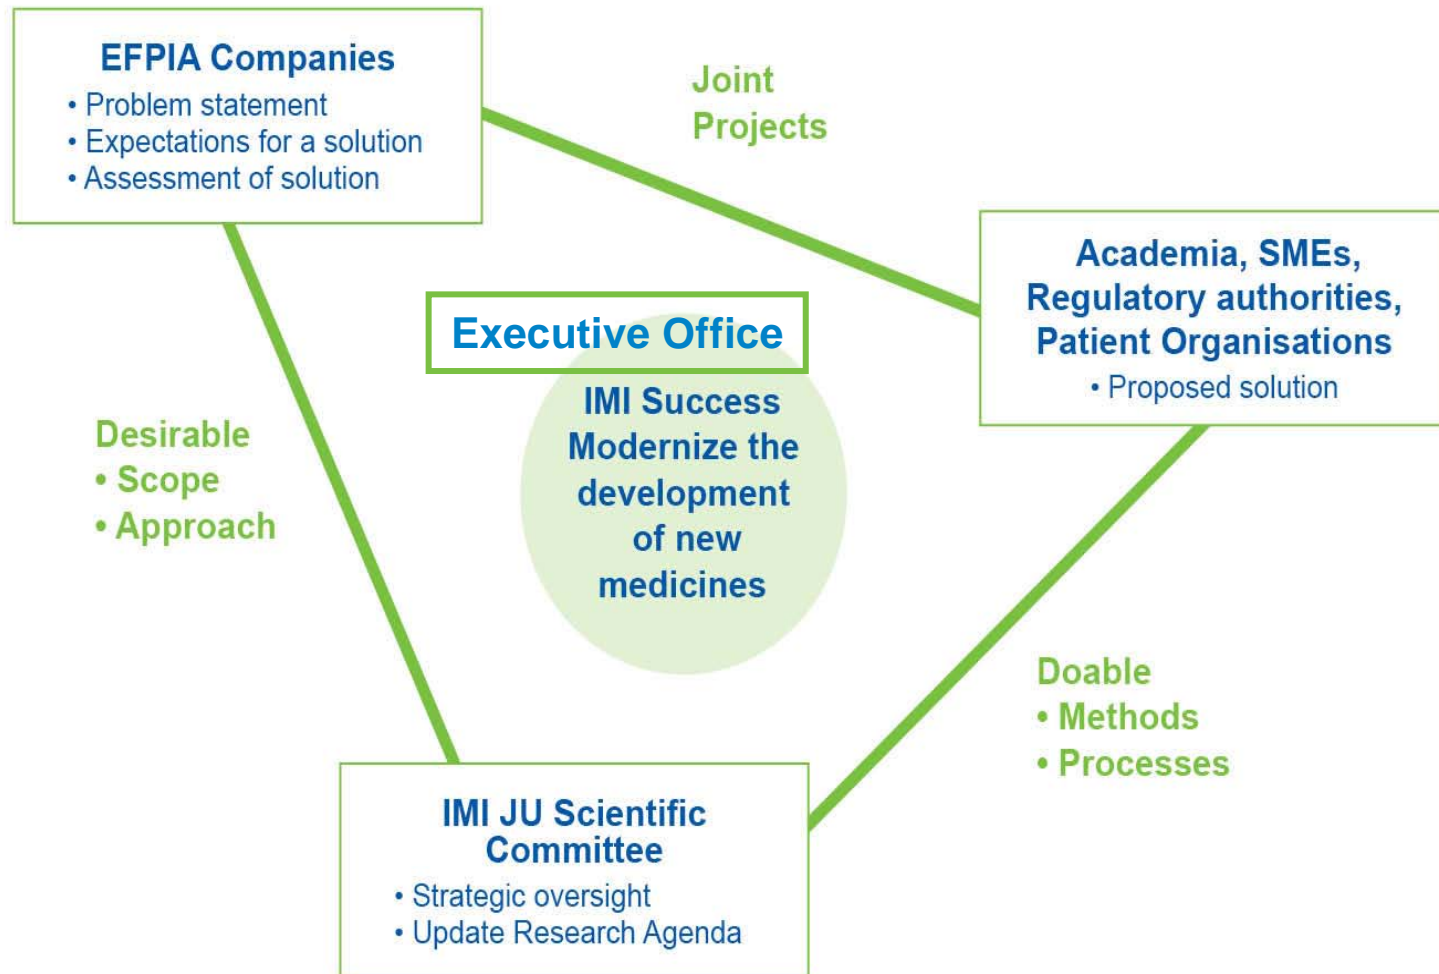 EFPIA Companies
• Problem statement
• Expectations for a solution
• Assessment of solution
Joint
Projects
Academia, SMEs,
Regulatory authorities,
Patient Organisations
• Proposed solution
Executive Office
IMI Success
Modernize the
development
of new
medicines
Desirable
• Scope
• Approach
Doable
• Methods
• Processes
IMI JU Scientific
Committee
• Strategic oversight
• Update Research Agenda